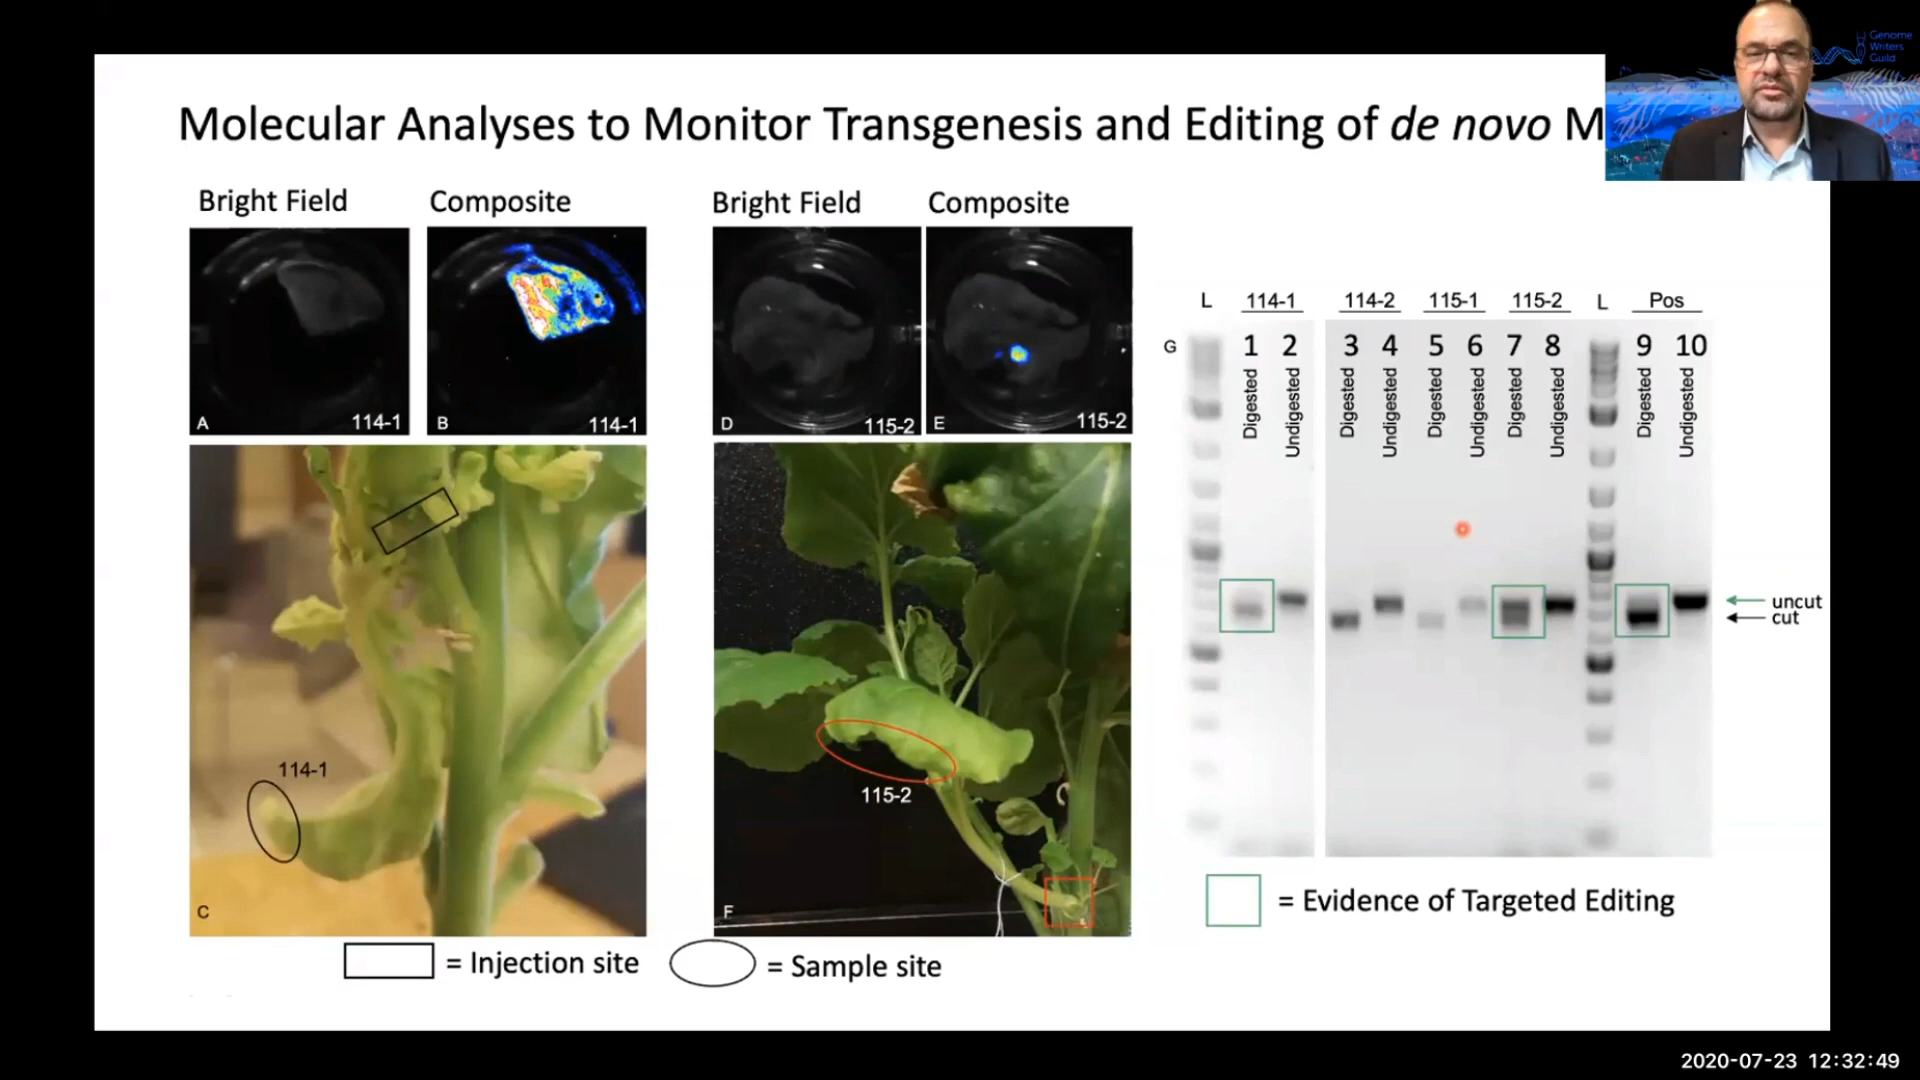 Genome
Writers
Guild
Molecular Analyses to Monitor Transgenesis and Editing of de novo M
Bright Field
Composite
Bright Field
Composite
A
114-1
B
114-1
D
115-2
E
115-2
114-1
C
115-2
F
L
114-1
114-2
115-1
115-2
L
Pos
G
1 2 3 4 5 6 7 8 9 10
Digested
Undigested
Digested
Undigested
Digested
Undigested
Digested
Undigested
Digested
Undigested
uncut
cut
= Evidence of Targeted Editing
= Injection site
= Sample site
2020-07-23 12:32:49